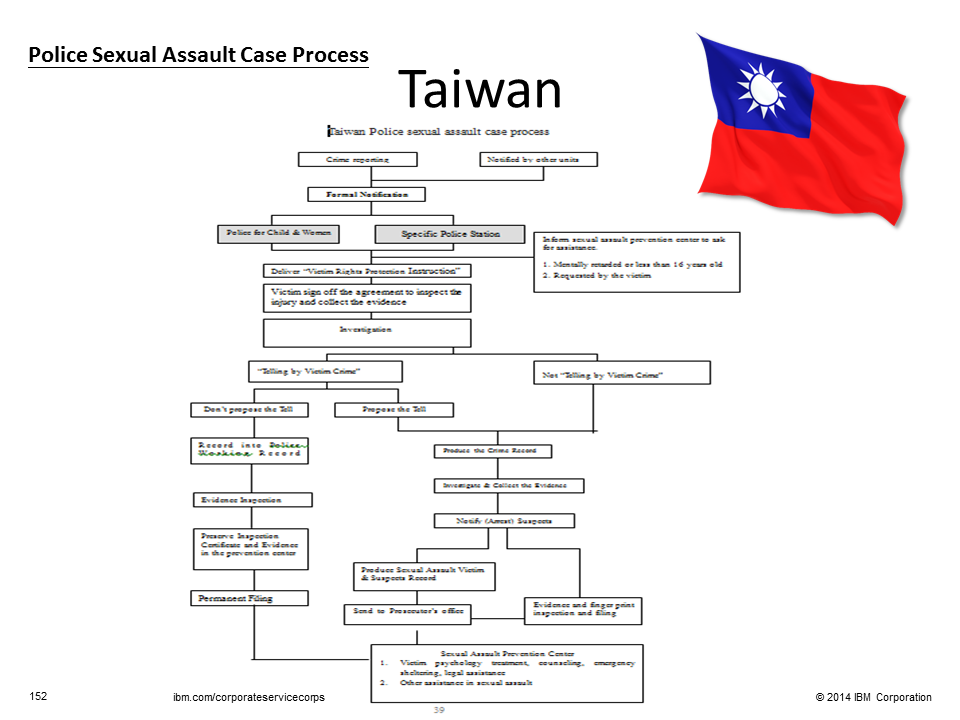 Police Sexual Assault Case Process
Taiwan
Taiwan Police sexual assault case process
Crime reporting
Notified by other units
Formal Notification
Police for Child & Women
Specific Police Station
Inform sexual assault prevention center to ask
for assistance.
1. Mentally retarded or less than 16 years old
2. Requested by the victim
Deliver "Victim Rights Protection Instruction"
Victim sign off the agreement to inspect the
injury and collect the evidence
Investigation
"Telling by Victim Crime"
Not "Telling by Victim Crime"
Don't propose the Tell
Propose the Tell
Record into Police
Working Record
Produce the Crime Record
Investigate & Collect the Evidence
Evidence Inspection
Notify (Arrest) Suspects
Preserve Inspection
Certificate and Evidence
in the prevention center
Produce Sexual Assault Victim
& Suspects Record
Permanent Filing
Send to Prosecutor's office
Evidence and finger print
inspection and filing
Sexual Assault Prevention Center
1. Victim psychology treatment, counseling, emergency
sheltering, legal assistance
2. Other assistance in sexual assault
39
152
ibm.com/corporateservicecorps
© 2014 IBM Corporation